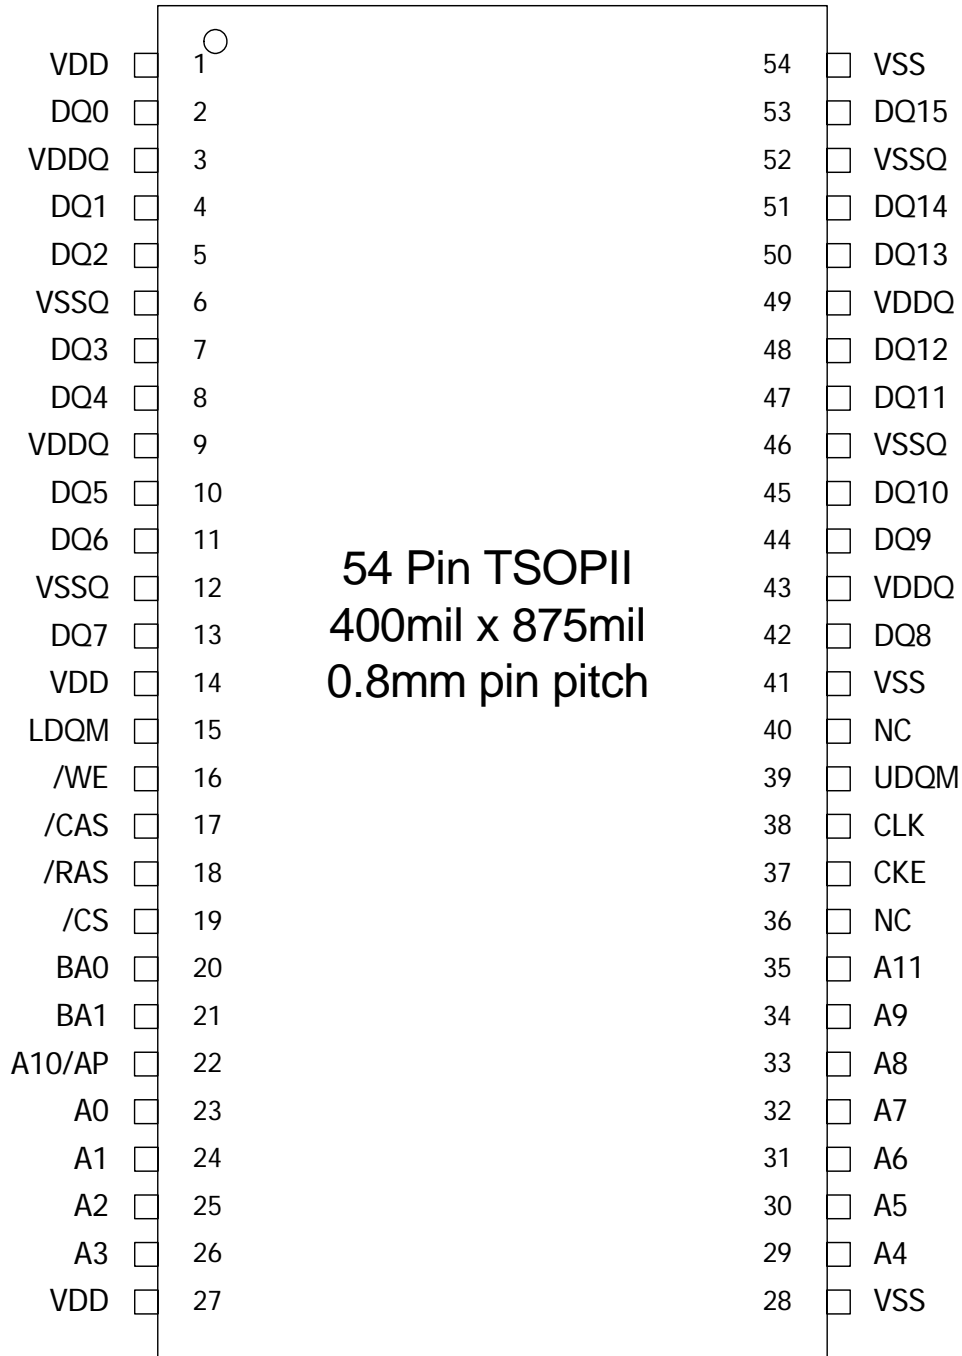 VDD 1 54 VSS
DQ0 2 53 DQ15
VDDQ 3 52 VSSQ
DQ1 4 51 DQ14
DQ2 5 50 DQ13
VSSQ 6 49 VDDQ
DQ3 7 48 DQ12
DQ4 8 47 DQ11
VDDQ 9 46 VSSQ
DQ5 10 45 DQ10
DQ6 11 44 DQ9
54 Pin TSOPII
VSSQ 12 43 VDDQ
400mil x 875mil
DQ7 13 42 DQ8
0.8mm pin pitch
VDD 14 41 VSS
LDQM 15 40 NC
/WE 16 39 UDQM
/CAS 17 38 CLK
/RAS 18 37 CKE
/CS 19 36 NC
BA0 20 35 A11
BA1 21 34 A9
A10/AP 22 33 A8
A0 23 32 A7
A1 24 31 A6
A2 25 30 A5
A3 26 29 A4
VDD 27 28 VSS